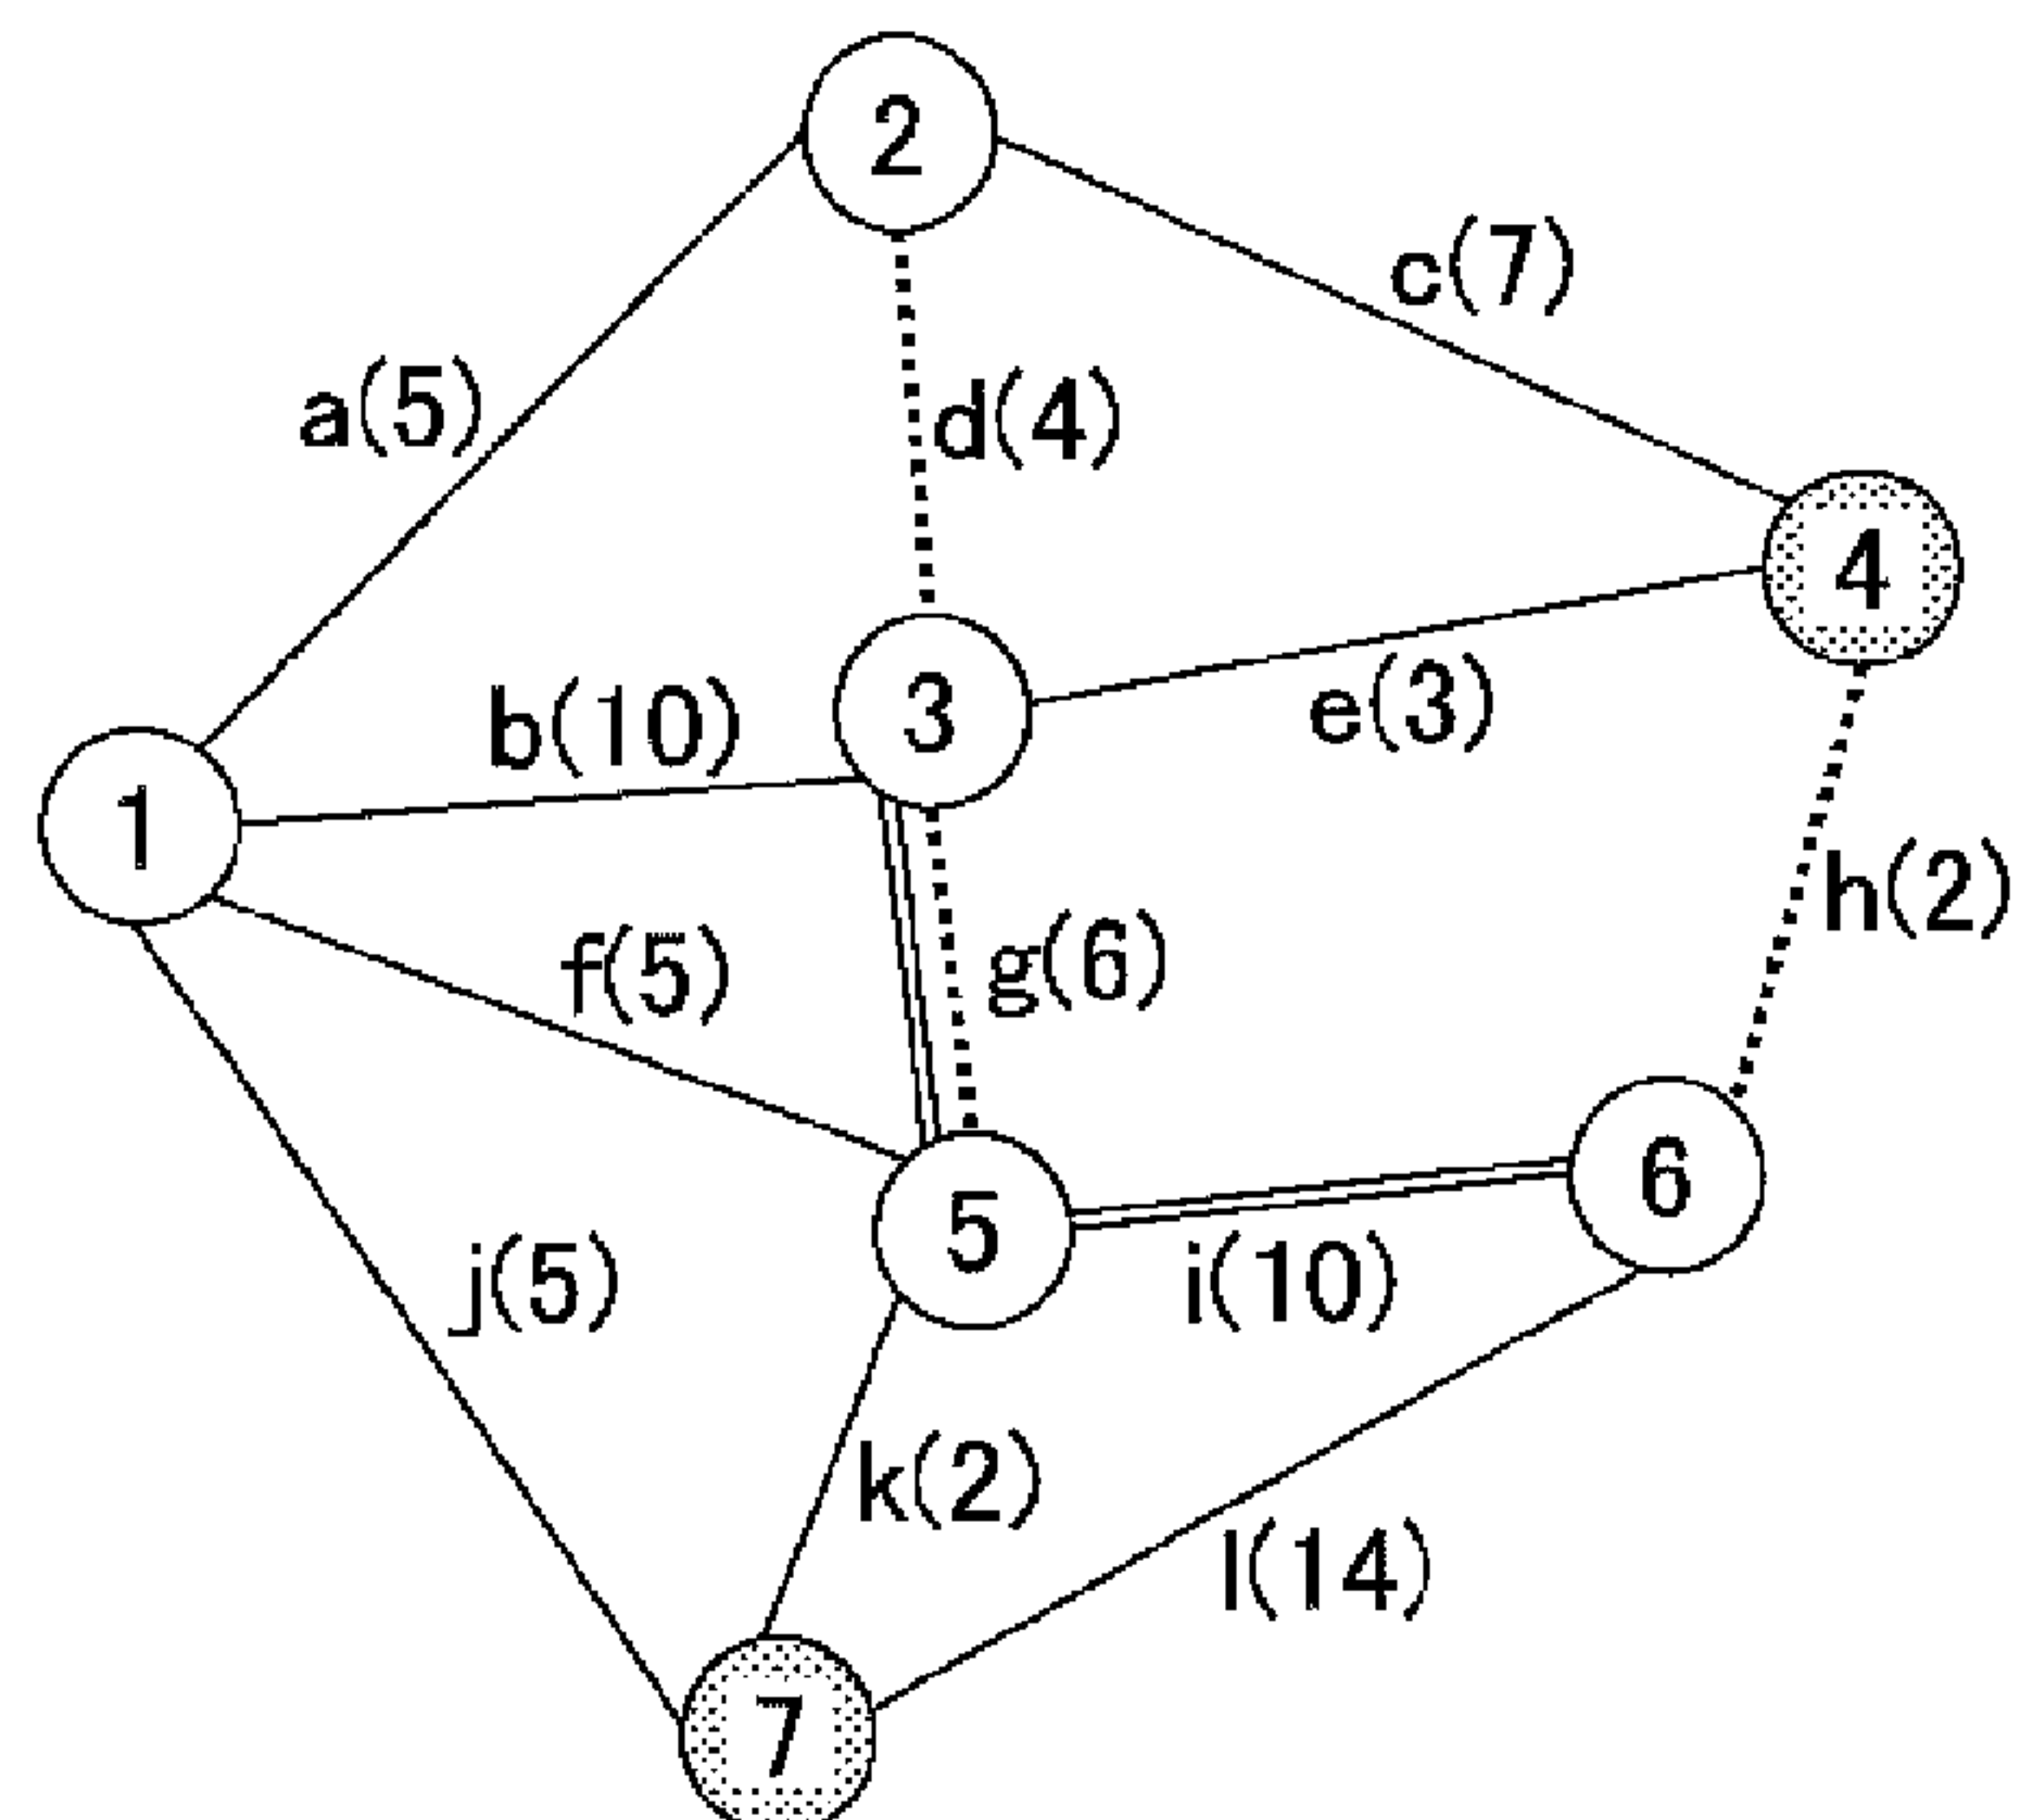 2
c(7)
a(5)
d(4)
4
b(10)
3
e(3)
1
h(2)
f(5)
g(6)
6
5
j(5)
i(10)
k(2)
l(14)
7